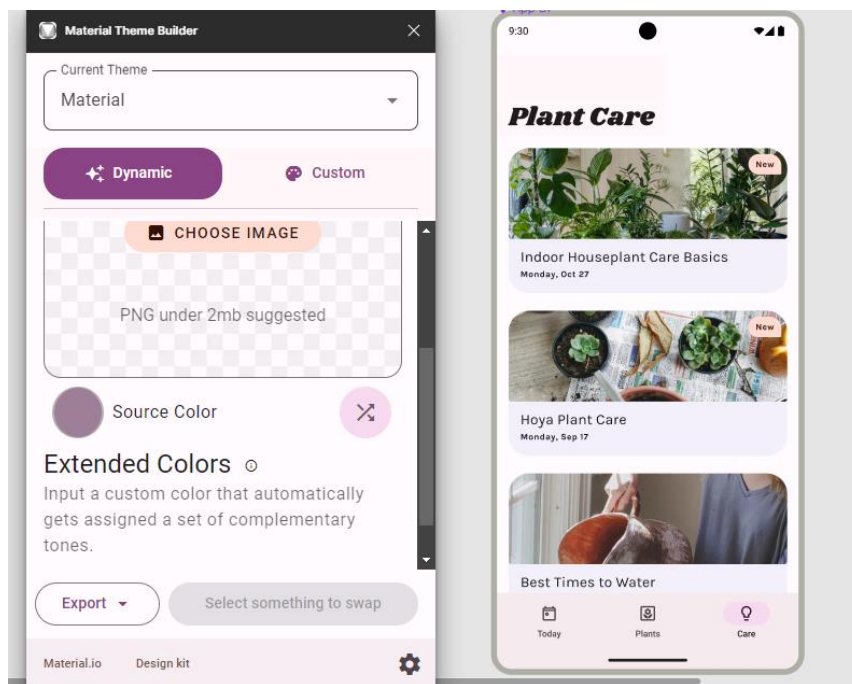 Material Theme Builder
Current Theme
Material
Dynamic
Custom
CHOOSE IMAGE
PNG under 2mb suggested
Source Color
Extended Colors
Input a custom color that automatically
gets assigned a set of complementary
tones.
Export
Select something to swap
Material.io
Design kit
9:30
Plant Care
New
Indoor Houseplant Care Basics
Monday, Oct 27
New
Hoya Plant Care
Monday, Sep 17
Best Times to Water
Today
Plants
Care